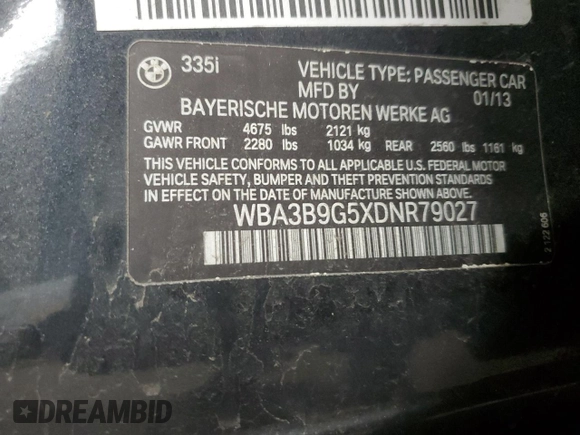 335i
VEHICLE TYPE: PASSENGER CAR
MFD BY 01/13
BAYERISCHE MOTOREN WERKE AG
GVWR 4675 lbs 2121 kg
GAWR FRONT 2280 lbs 1034 kg REAR 2560 lbs 1161 kg
THIS VEHICLE CONFORMS TO ALL APPLICABLE U.S. FEDERAL MOTOR
VEHICLE SAFETY, BUMPER AND THEFT PREVENTION STANDARDS
IN EFFECT ON THE DATE OF MANUFACTURE SHOWN ABOVE.
WBA3B9G5XDNR79027
DREAMBID